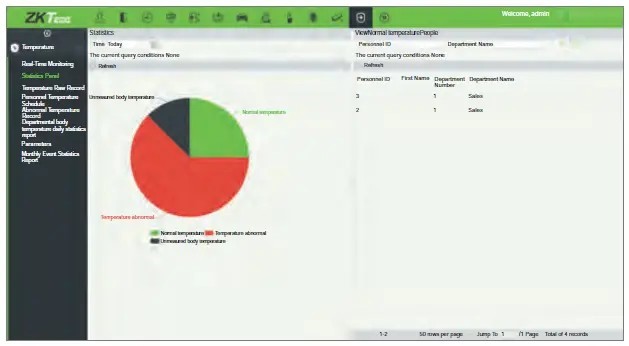 ZKTeco
Welcome, admin
Temperature
Real-Time Monitoring
Statistics Panel
Temperature Raw Record
Personnel Temperature
Schedule
Abnormal Temperature
Record
Departmental body
temperature daily statistics
report
Parameters
Monthly Event Statistics
Report
Statistics
Time Today
The current query conditions None
Refresh
Unmeasured body temperature
Normal temperature
Temperature abnormal
Normal temperature Temperature abnormal
Unmeasured body temperature
ViewNormal temperaturePeople
Personnel ID Department Name
The current query conditions None
Refresh
Personnel ID First Name Department Department Name
Number
3 1 Sales
2 1 Sales
1-2 50 rows per page Jump To 1 /1 Page Total of 4 records